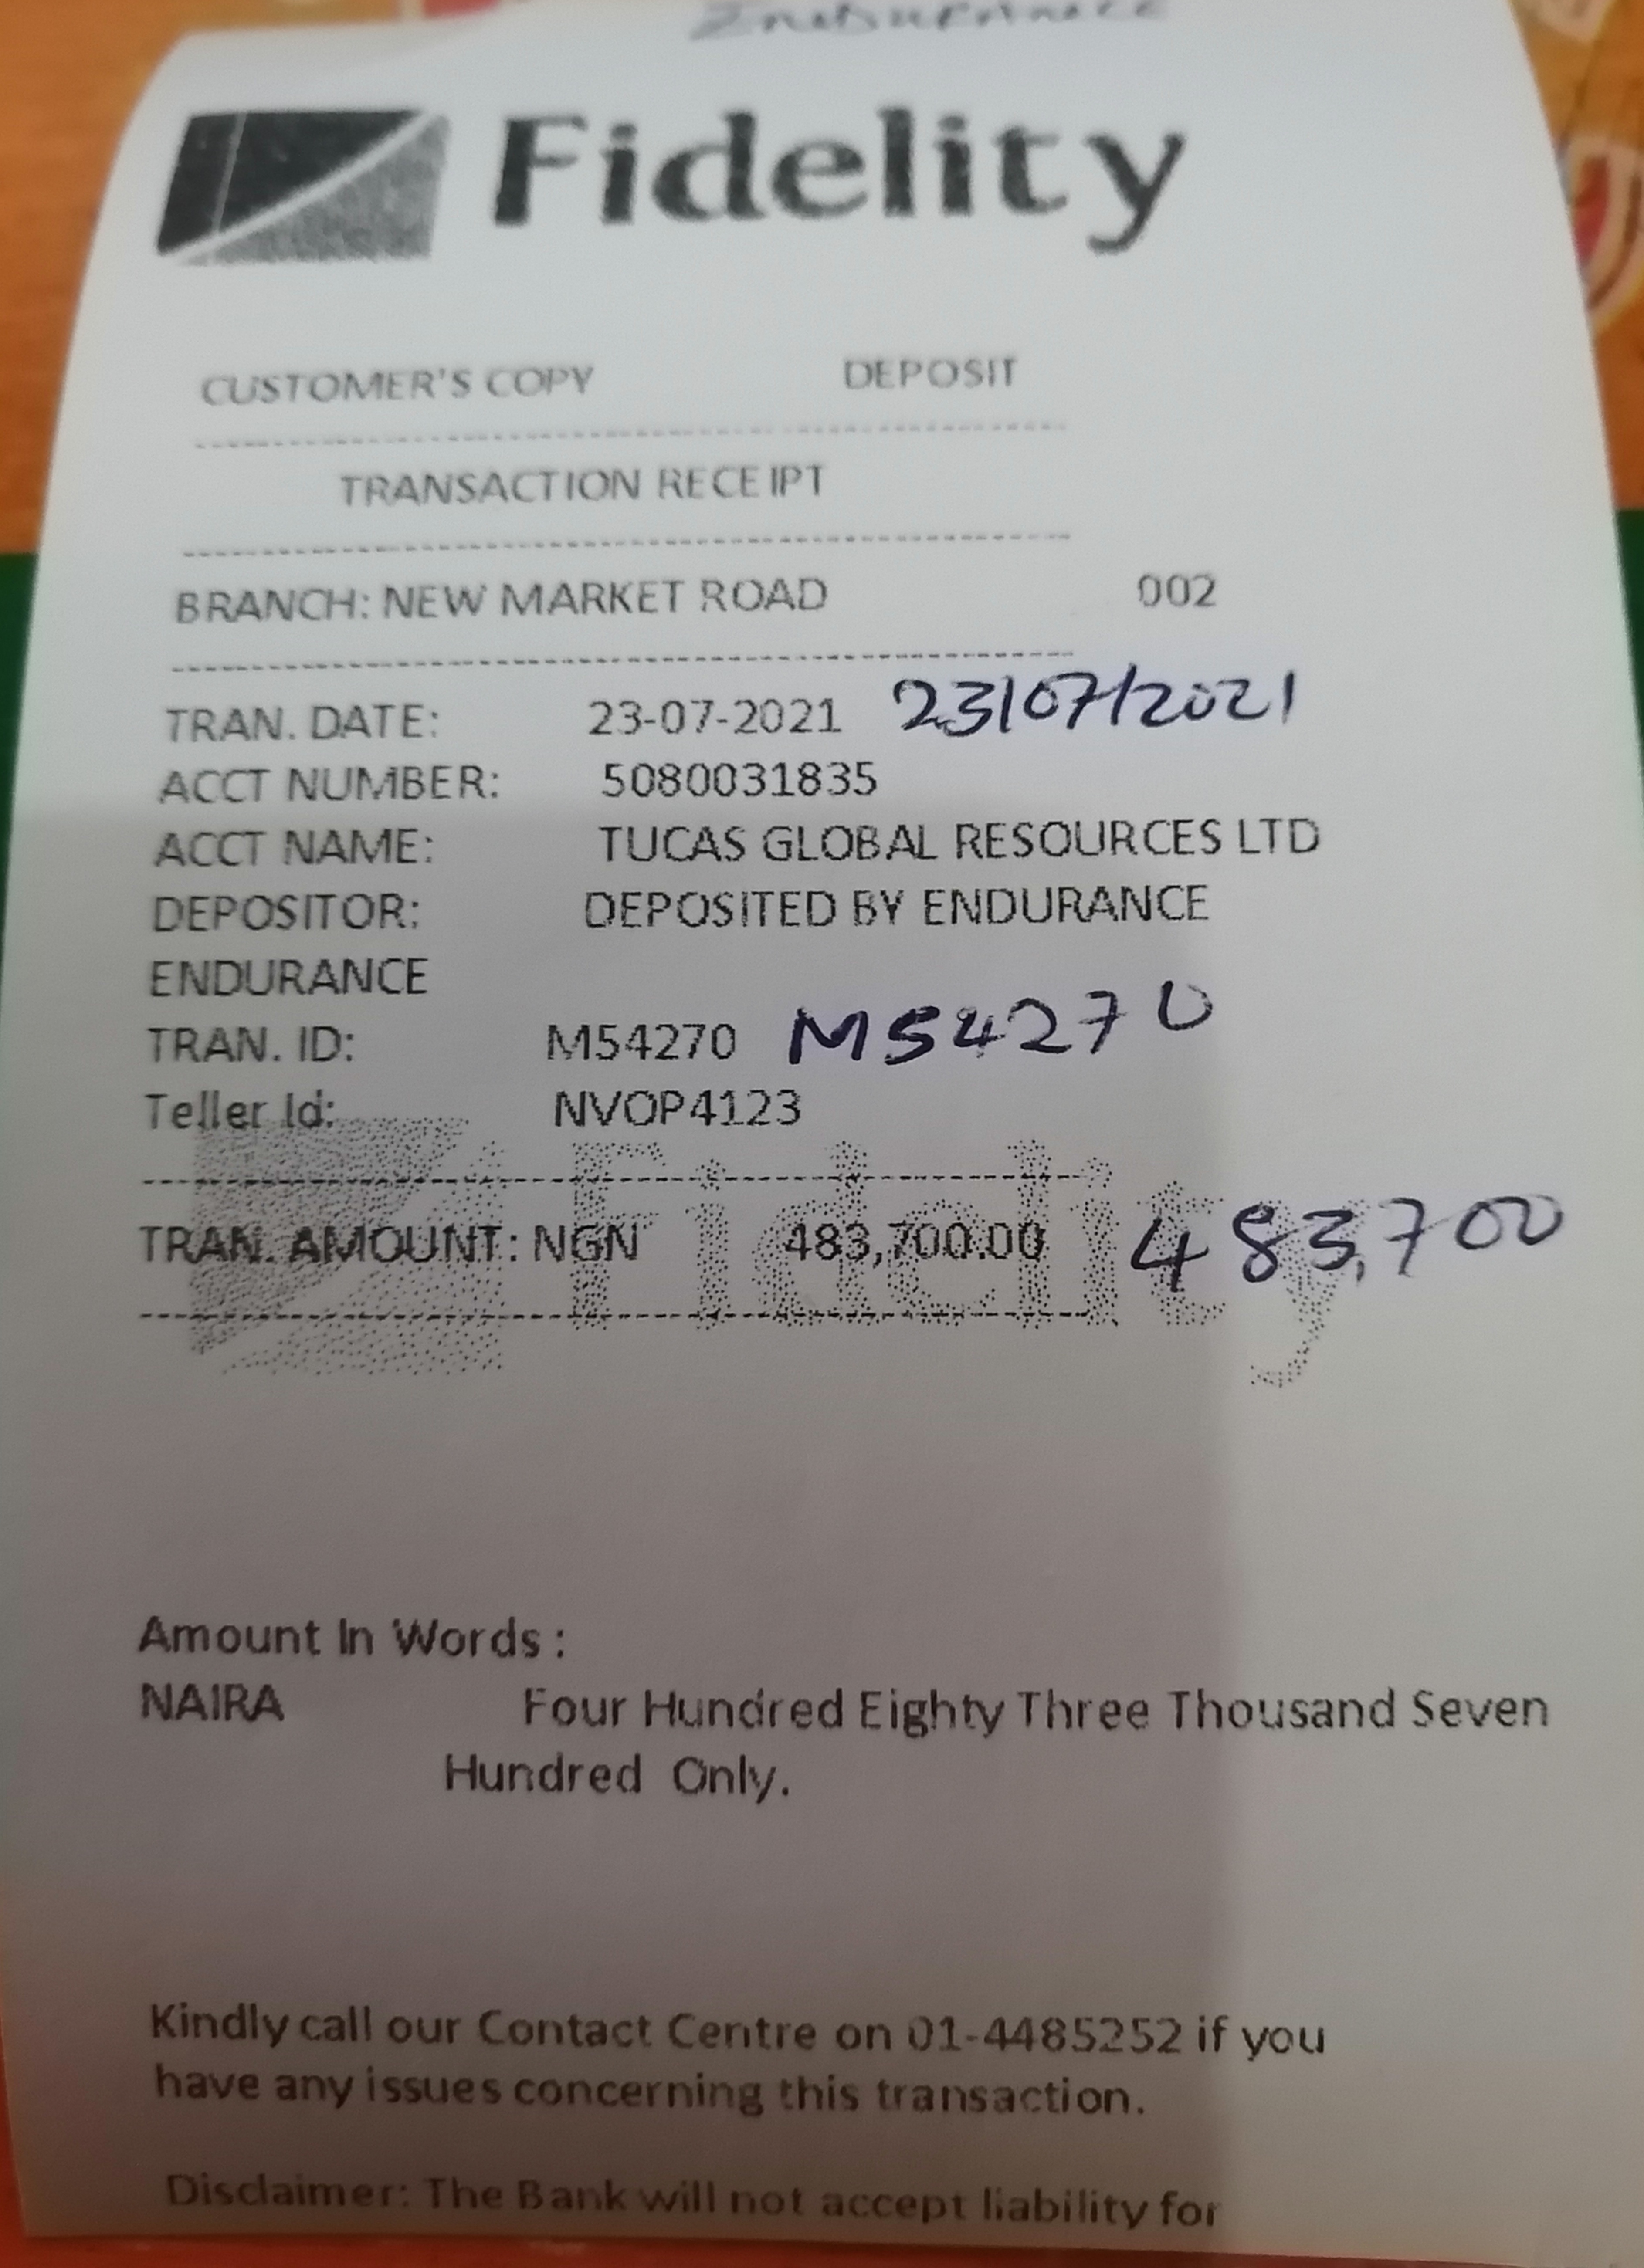 Fidelity
CUSTOMER'S COPY DEPOSIT
TRANSACTION RECEIPT
BRANCH: NEW MARKET ROAD 002
TRAN. DATE: 23-07-2021 23/07/2021
ACCT NUMBER: 5080031835
ACCT NAME: TUCAS GLOBAL RESOURCES LTD
DEPOSITOR: DEPOSITED BY ENDURANCE
ENDURANCE
TRAN. ID: M54270 M54270
Teller Id: NVOP4123
Fidelity
TRAN. AMOUNT: NGN 483,700.00 483,700
Amount In Words :
NAIRA Four Hundred Eighty Three Thousand Seven
Hundred Only.
Kindly call our Contact Centre on 01-4485252 if you
have any issues concerning this transaction.
Disclaimer: The Bank will not accept liability for